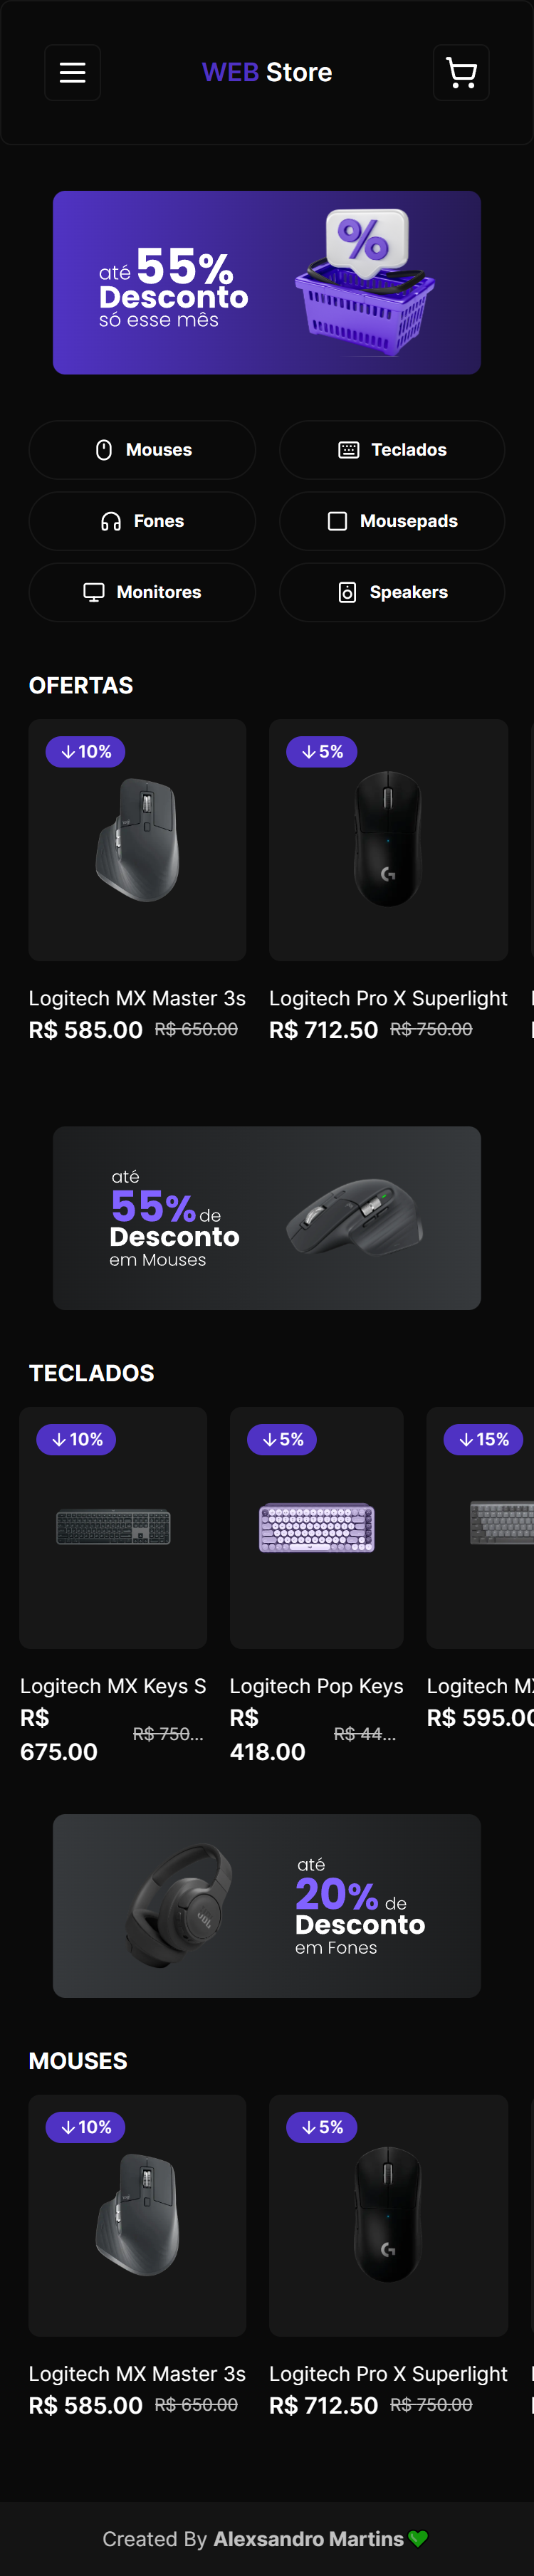 WEB Store
até 55%
Desconto
só esse mês
Mouses
Teclados
Fones
Mousepads
Monitores
Speakers
OFERTAS
10%
5%
Logitech MX Master 3s
R$ 585.00 R$ 650.00
Logitech Pro X Superlight
R$ 712.50 R$ 750.00
até
55% de
Desconto
em Mouses
TECLADOS
10%
5%
15%
Logitech MX Keys S
R$
675.00
R$ 750...
Logitech Pop Keys
R$
418.00
R$ 44...
Logitech M
R$ 595.00
até
20% de
Desconto
em Fones
JBL
MOUSES
10%
5%
Logitech MX Master 3s
R$ 585.00 R$ 650.00
Logitech Pro X Superlight
R$ 712.50 R$ 750.00
Created By Alexsandro Martins💚